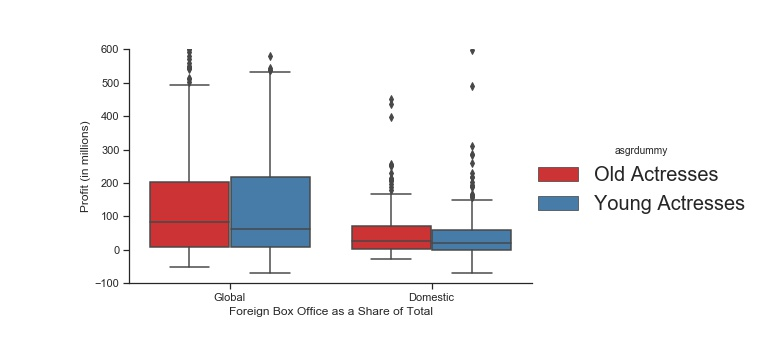 600
500
400
300
200
100
0
−100
Profit (in millions)
Global
Domestic
Foreign Box Office as a Share of Total
asgrdummy
Old Actresses
Young Actresses